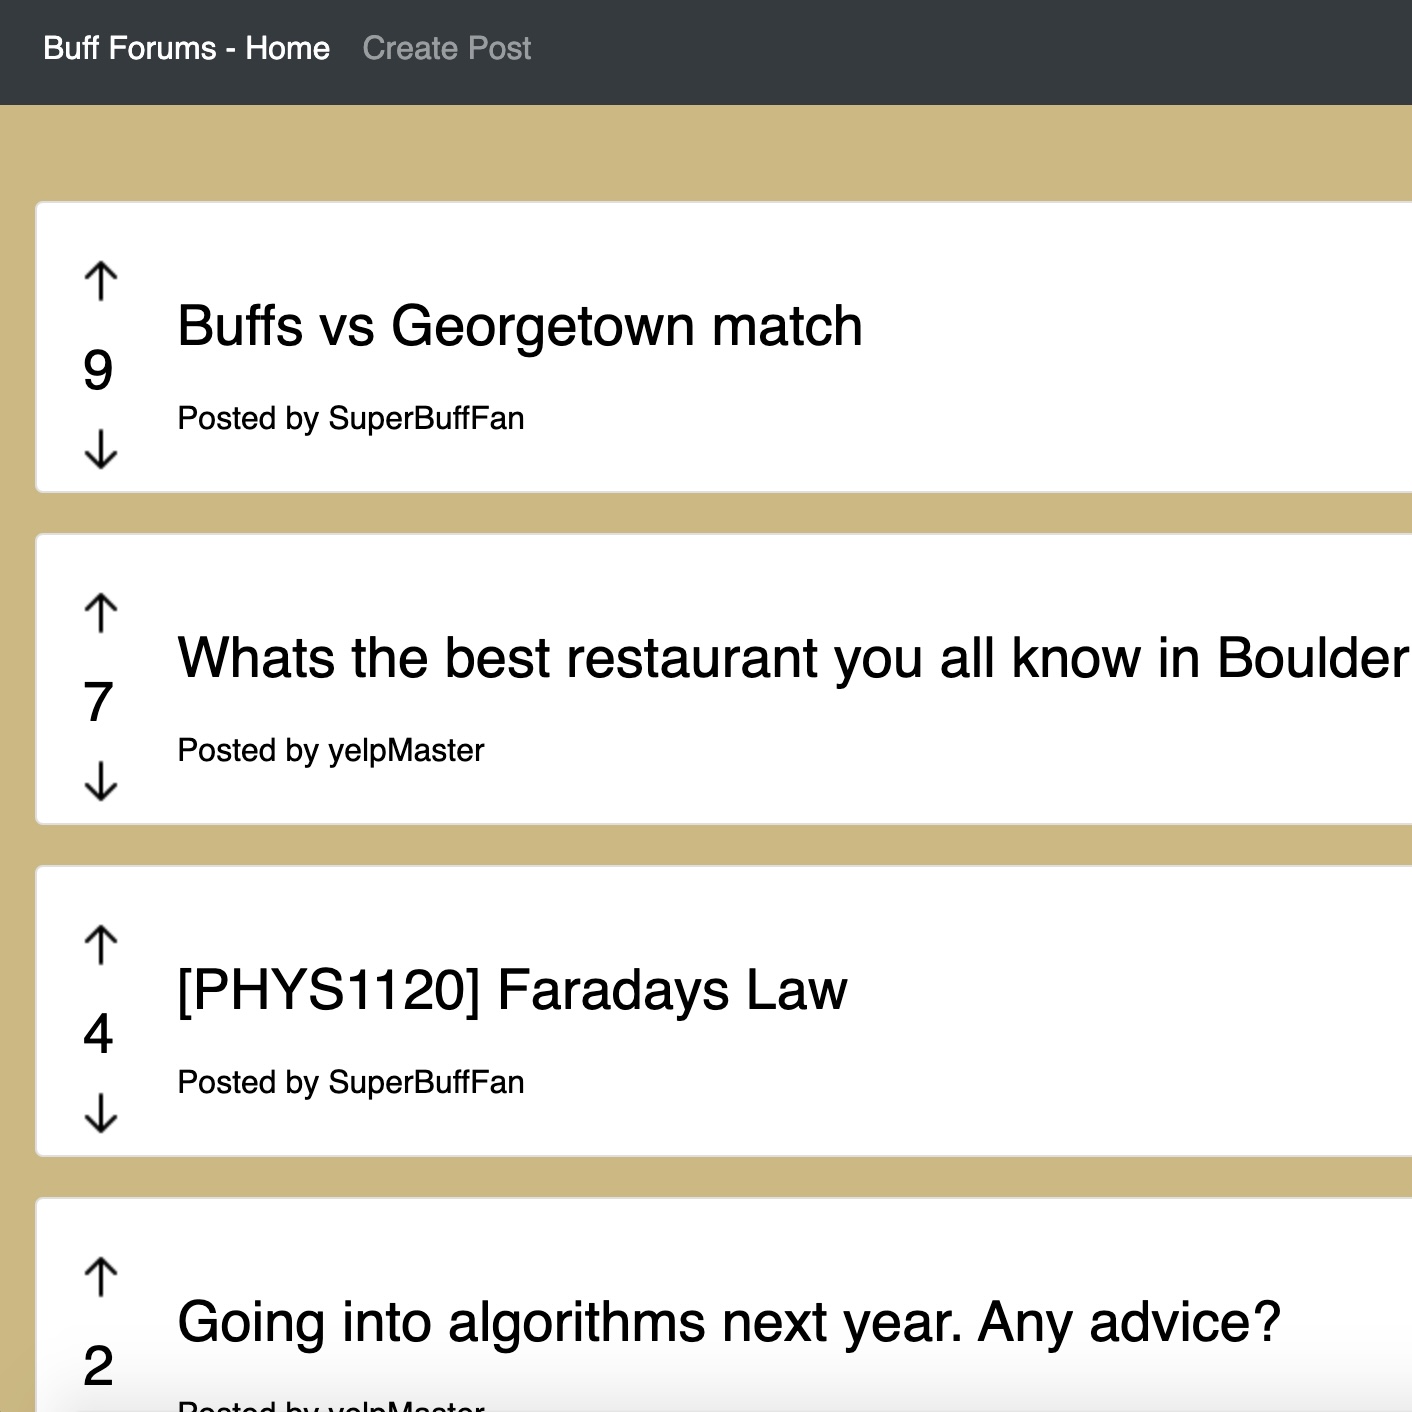 Buff Forums - Home Create Post
Buffs vs Georgetown match
9
Posted by SuperBuffFan
Whats the best restaurant you all know in Boulder
7
Posted by yelpMaster
[PHYS1120] Faradays Law
4
Posted by SuperBuffFan
Going into algorithms next year. Any advice?
2
Posted by yelpMaster